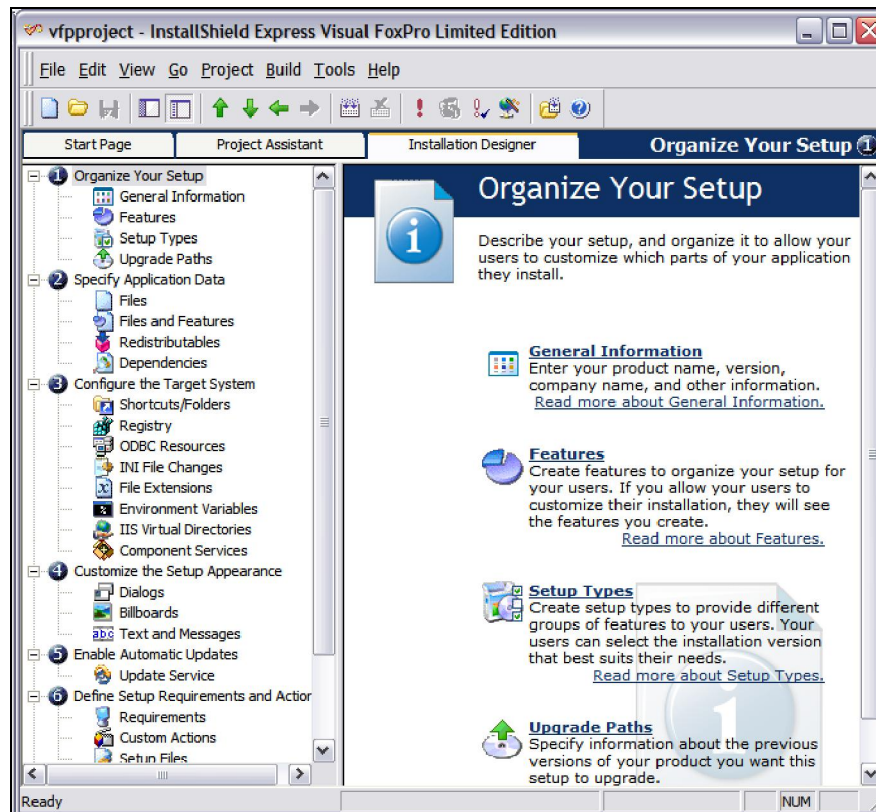 vfpproject - InstallShield Express Visual FoxPro Limited Edition
File Edit View Go Project Build Tools Help
Start Page Project Assistant Installation Designer Organize Your Setup 1
1 Organize Your Setup
General Information
Features
Setup Types
Upgrade Paths
2 Specify Application Data
Files
Files and Features
Redistributables
Dependencies
3 Configure the Target System
Shortcuts/Folders
Registry
ODBC Resources
INI File Changes
File Extensions
Environment Variables
IIS Virtual Directories
Component Services
4 Customize the Setup Appearance
Dialogs
Billboards
abc Text and Messages
5 Enable Automatic Updates
Update Service
6 Define Setup Requirements and Action
Requirements
Custom Actions
Setup Files
Organize Your Setup
Describe your setup, and organize it to allow your
users to customize which parts of your application
they install.
General Information
Enter your product name, version,
company name, and other information.
Read more about General Information.
Features
Create features to organize your setup for
your users. If you allow your users to
customize their installation, they will see
the features you create.
Read more about Features.
Setup Types
Create setup types to provide different
groups of features to your users. Your
users can select the installation version
that best suits their needs.
Read more about Setup Types.
Upgrade Paths
Specify information about the previous
versions of your product you want this
setup to upgrade.
Ready NUM